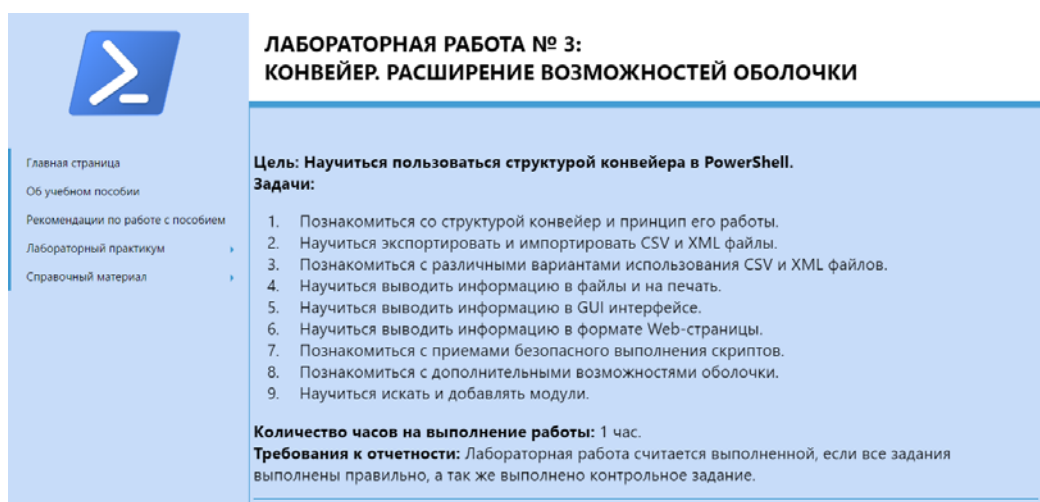 ЛАБОРАТОРНАЯ РАБОТА № 3:
КОНВЕЙЕР. РАСШИРЕНИЕ ВОЗМОЖНОСТЕЙ ОБОЛОЧКИ
Главная страница
Об учебном пособии
Рекомендации по работе с пособием
Лабораторный практикум
Справочный материал
Цель: Научиться пользоваться структурой конвейера в PowerShell.
Задачи:
1. Познакомиться со структурой конвейер и принцип его работы.
2. Научиться экспортировать и импортировать CSV и XML файлы.
3. Познакомиться с различными вариантами использования CSV и XML файлов.
4. Научиться выводить информацию в файлы и на печать.
5. Научиться выводить информацию в GUI интерфейсе.
6. Научиться выводить информацию в формате Web-страницы.
7. Познакомиться с приемами безопасного выполнения скриптов.
8. Познакомиться с дополнительными возможностями оболочки.
9. Научиться искать и добавлять модули.
Количество часов на выполнение работы: 1 час.
Требования к отчетности: Лабораторная работа считается выполненной, если все задания
выполнены правильно, а так же выполнено контрольное задание.